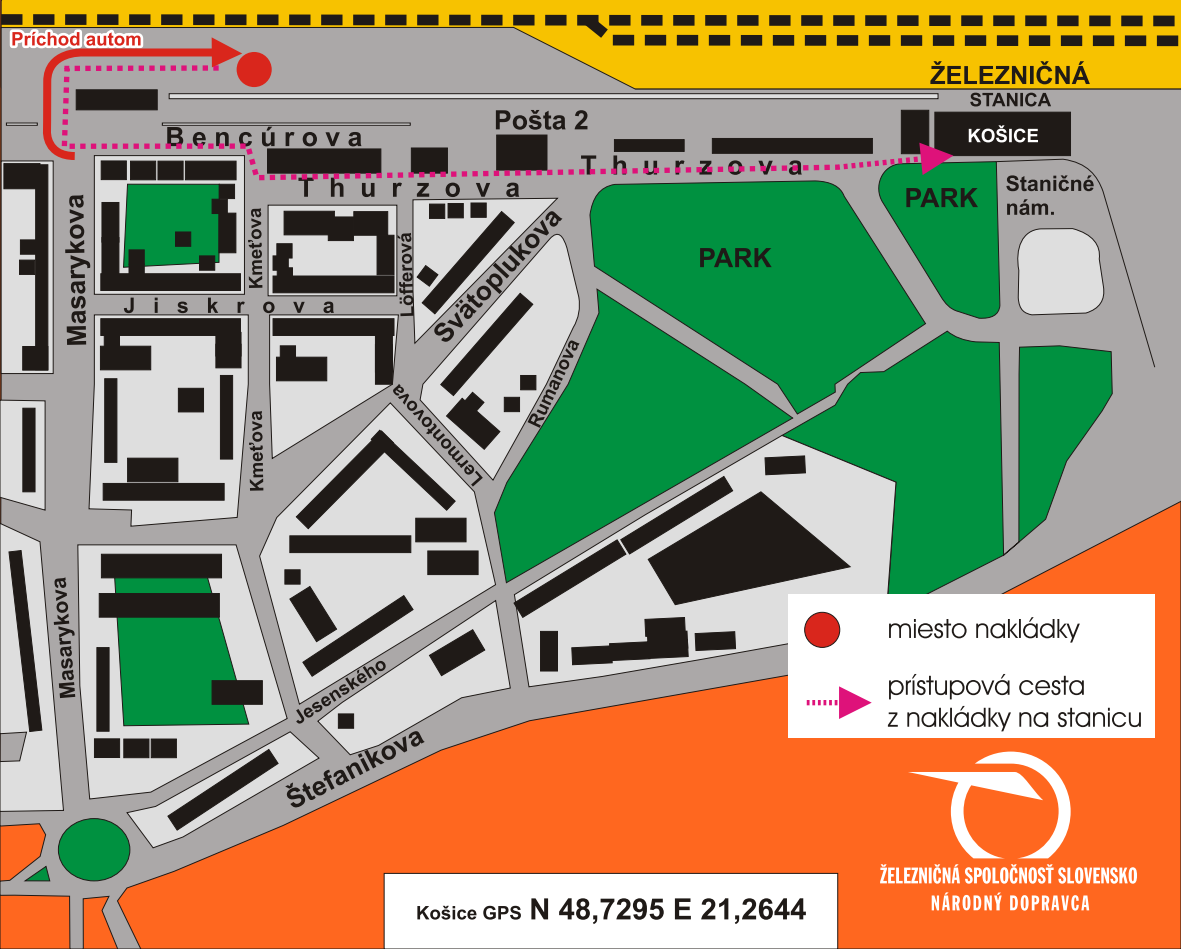 Príchod autom
ŽELEZNIČNÁ
STANICA
KOŠICE
Pošta 2
Bencúrova
Thurzova
Thurzova
PARK
Staničné
nám.
PARK
Masarykova
Kmeťova
Löfferová
Svätoplukova
Jiskrova
Rumanova
Lermontovova
Kmeťova
Masarykova
Jesenského
Štefanikova
miesto nakládky
prístupová cesta
z nakládky na stanicu
ŽELEZNIČNÁ SPOLOČNOSŤ SLOVENSKO
NÁRODNÝ DOPRAVCA
Košice GPS N 48,7295 E 21,2644